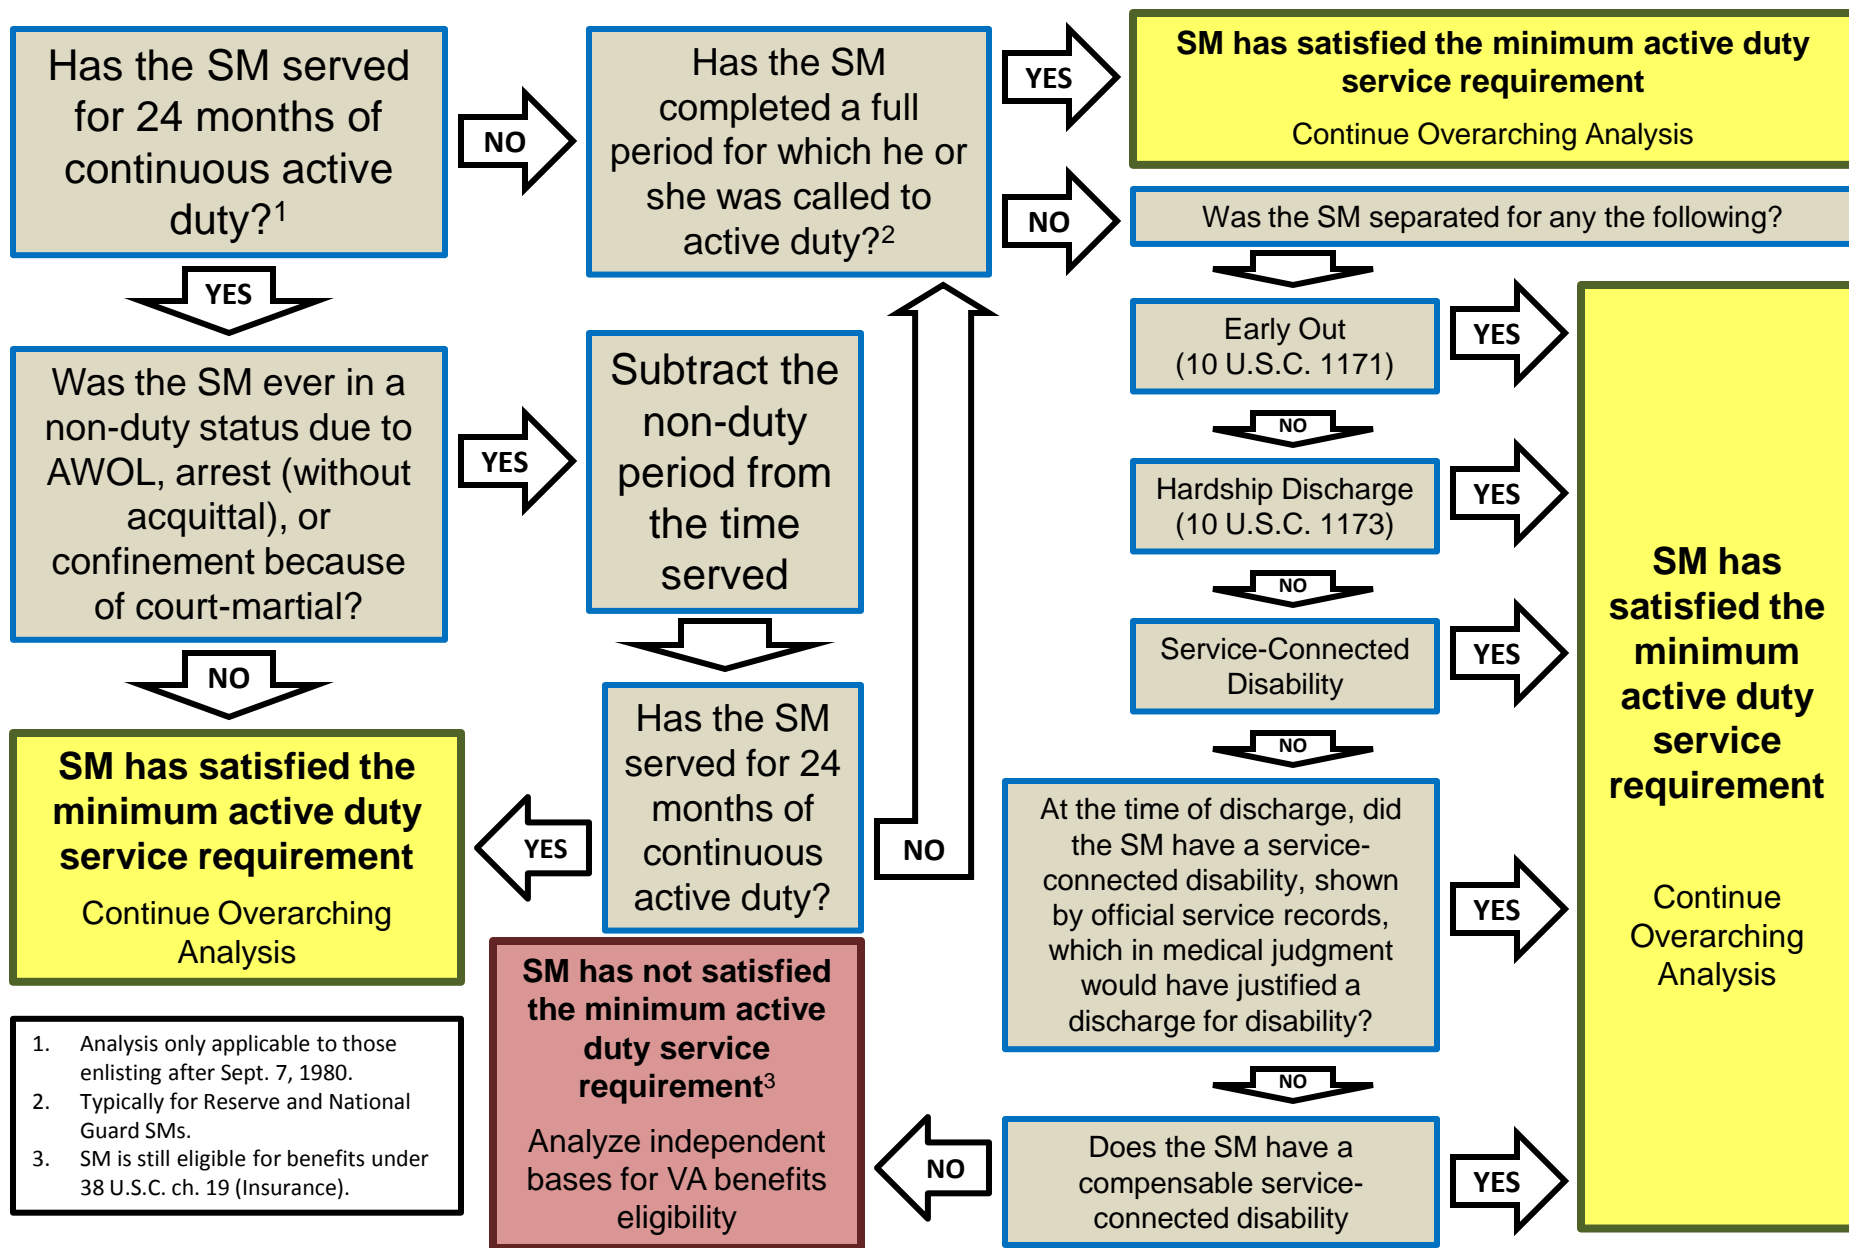 Has the SM served
for 24 months of
continuous active
duty?1
NO
Has the SM
completed a full
period for which he or
she was called to
active duty?2
YES
SM has satisfied the minimum active duty
service requirement
Continue Overarching Analysis
NO
Was the SM separated for any the following?
YES
Was the SM ever in a
non-duty status due to
AWOL, arrest (without
acquittal), or
confinement because
of court-martial?
YES
Subtract the
non-duty
period from
the time
served
NO
SM has satisfied the
minimum active duty
service requirement
Continue Overarching
Analysis
YES
Has the SM
served for 24
months of
continuous
active duty?
NO
Early Out
(10 U.S.C. 1171)
YES
NO
Hardship Discharge
(10 U.S.C. 1173)
YES
NO
Service-Connected
Disability
YES
NO
At the time of discharge, did
the SM have a service-
connected disability, shown
by official service records,
which in medical judgment
would have justified a
discharge for disability?
YES
NO
Does the SM have a
compensable service-
connected disability
YES
SM has
satisfied the
minimum
active duty
service
requirement
Continue
Overarching
Analysis
NO
SM has not satisfied
the minimum active
duty service
requirement3
Analyze independent
bases for VA benefits
eligibility
1. Analysis only applicable to those
enlisting after Sept. 7, 1980.
2. Typically for Reserve and National
Guard SMs.
3. SM is still eligible for benefits under
38 U.S.C. ch. 19 (Insurance).